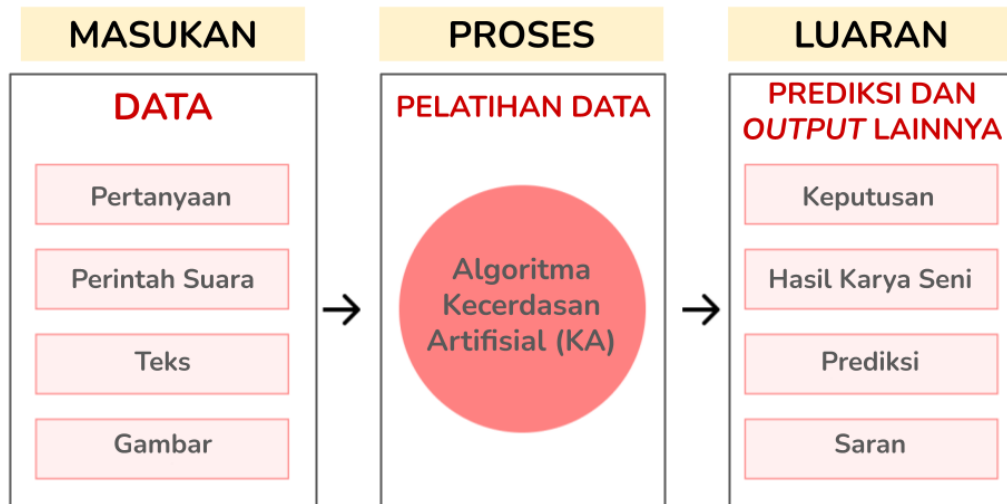 MASUKAN
DATA
Pertanyaan
Perintah Suara
Teks
Gambar
PROSES
PELATIHAN DATA
Algoritma
Kecerdasan
Artifisial (KA)
LUARAN
PREDIKSI DAN
OUTPUT LAINNYA
Keputusan
Hasil Karya Seni
Prediksi
Saran